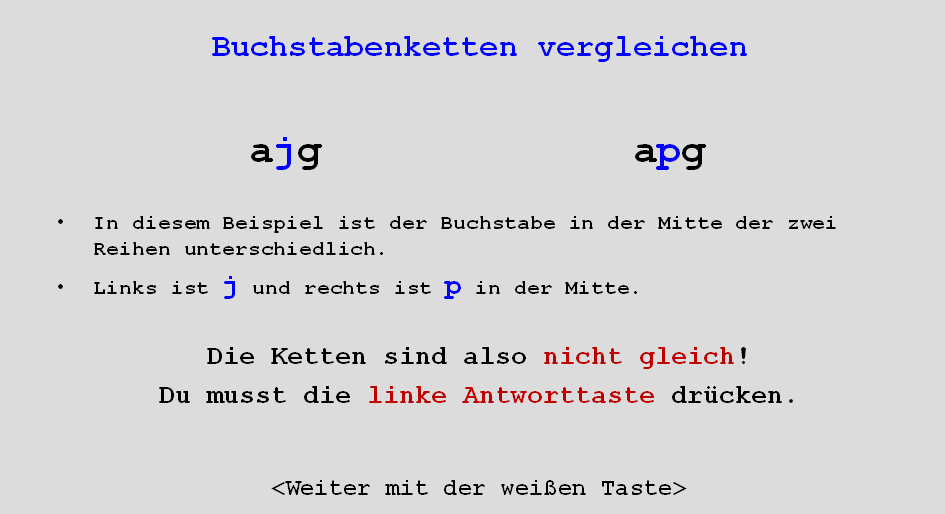 Buchstabenketten vergleichen
ajg apg
• In diesem Beispiel ist der Buchstabe in der Mitte der zwei
Reihen unterschiedlich.
• Links ist j und rechts ist p in der Mitte.
Die Ketten sind also nicht gleich!
Du musst die linke Antworttaste drücken.
<Weiter mit der weißen Taste>